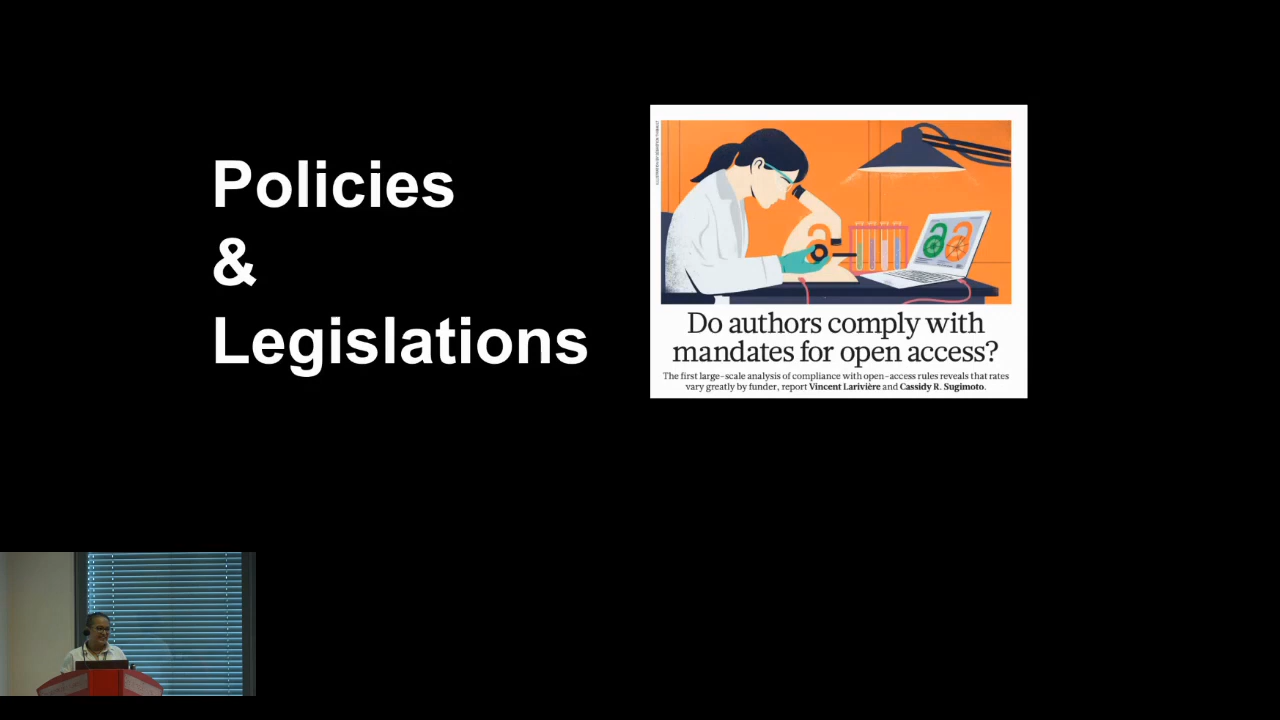 Policies
&
Legislations
Do authors comply with
mandates for open access?
The first large-scale analysis of compliance with open-access rules reveals that rates
vary greatly by funder, report Vincent Larivière and Cassidy R. Sugimoto.